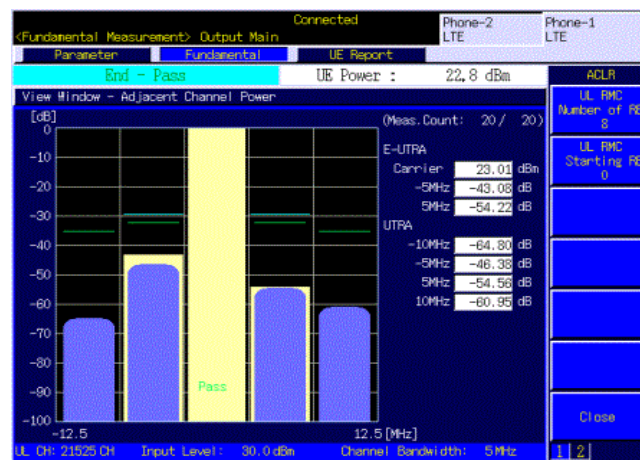 Connected
Phone-2
LTE
Phone-1
LTE
<Fundamental Measurement> Output Main
Parameter Fundamental UE Report
End - Pass UE Power : 22.8 dBm
ACLR
View Window - Adjacent Channel Power
UL RMC
Number of RB
8
UL RMC
Starting RB
0
[dB]
(Meas.Count: 20 / 20)
0
-10
-20
-30
-40
-50
-60
-70
-80
-90
-100
E-UTRA
Carrier 23.01 dBm
-5MHz -43.08 dB
5MHz -54.22 dB
UTRA
-10MHz -64.80 dB
-5MHz -46.38 dB
5MHz -54.56 dB
10MHz -60.95 dB
Pass
-12.5 12.5 [MHz]
Close
UL CH: 21525 CH Input Level: 30.0 dBm Channel Bandwidth: 5MHz
1 2